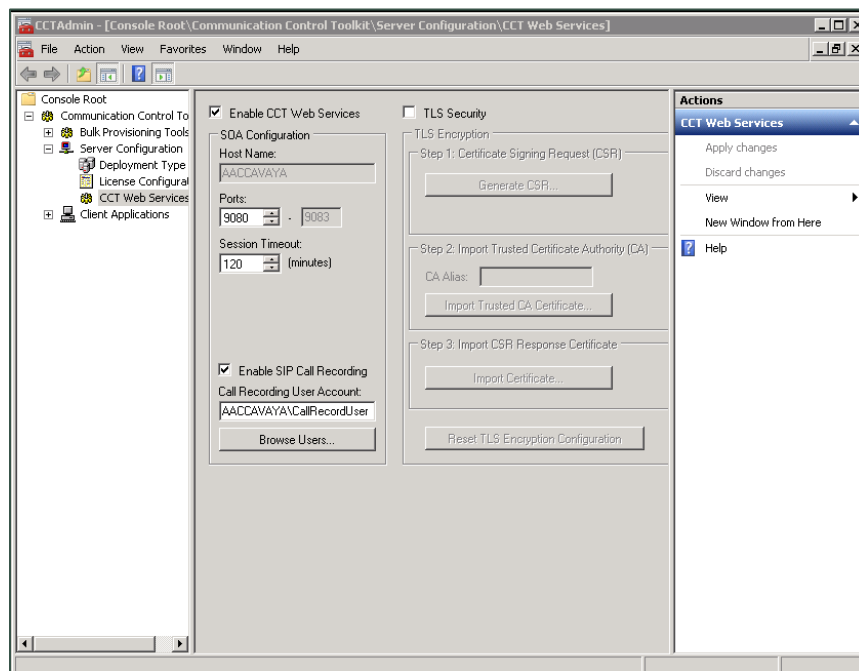 CCTAdmin - [Console Root\Communication Control Toolkit\Server Configuration\CCT Web Services]
File Action View Favorites Window Help
Console Root
Communication Control To
Bulk Provisioning Tools
Server Configuration
Deployment Type
License Configural
CCT Web Services
Client Applications
Enable CCT Web Services
SOA Configuration
Host Name:
AACCAVAYA
Ports:
9080 - 9083
Session Timeout:
120 (minutes)
Enable SIP Call Recording
Call Recording User Account:
AACCAVAYA\CallRecordUser
Browse Users...
TLS Security
TLS Encryption
Step 1: Certificate Signing Request (CSR)
Generate CSR...
Step 2: Import Trusted Certificate Authority (CA)
CA Alias:
Import Trusted CA Certificate...
Step 3: Import CSR Response Certificate
Import Certificate...
Reset TLS Encryption Configuration
Actions
CCT Web Services
Apply changes
Discard changes
View
New Window from Here
Help